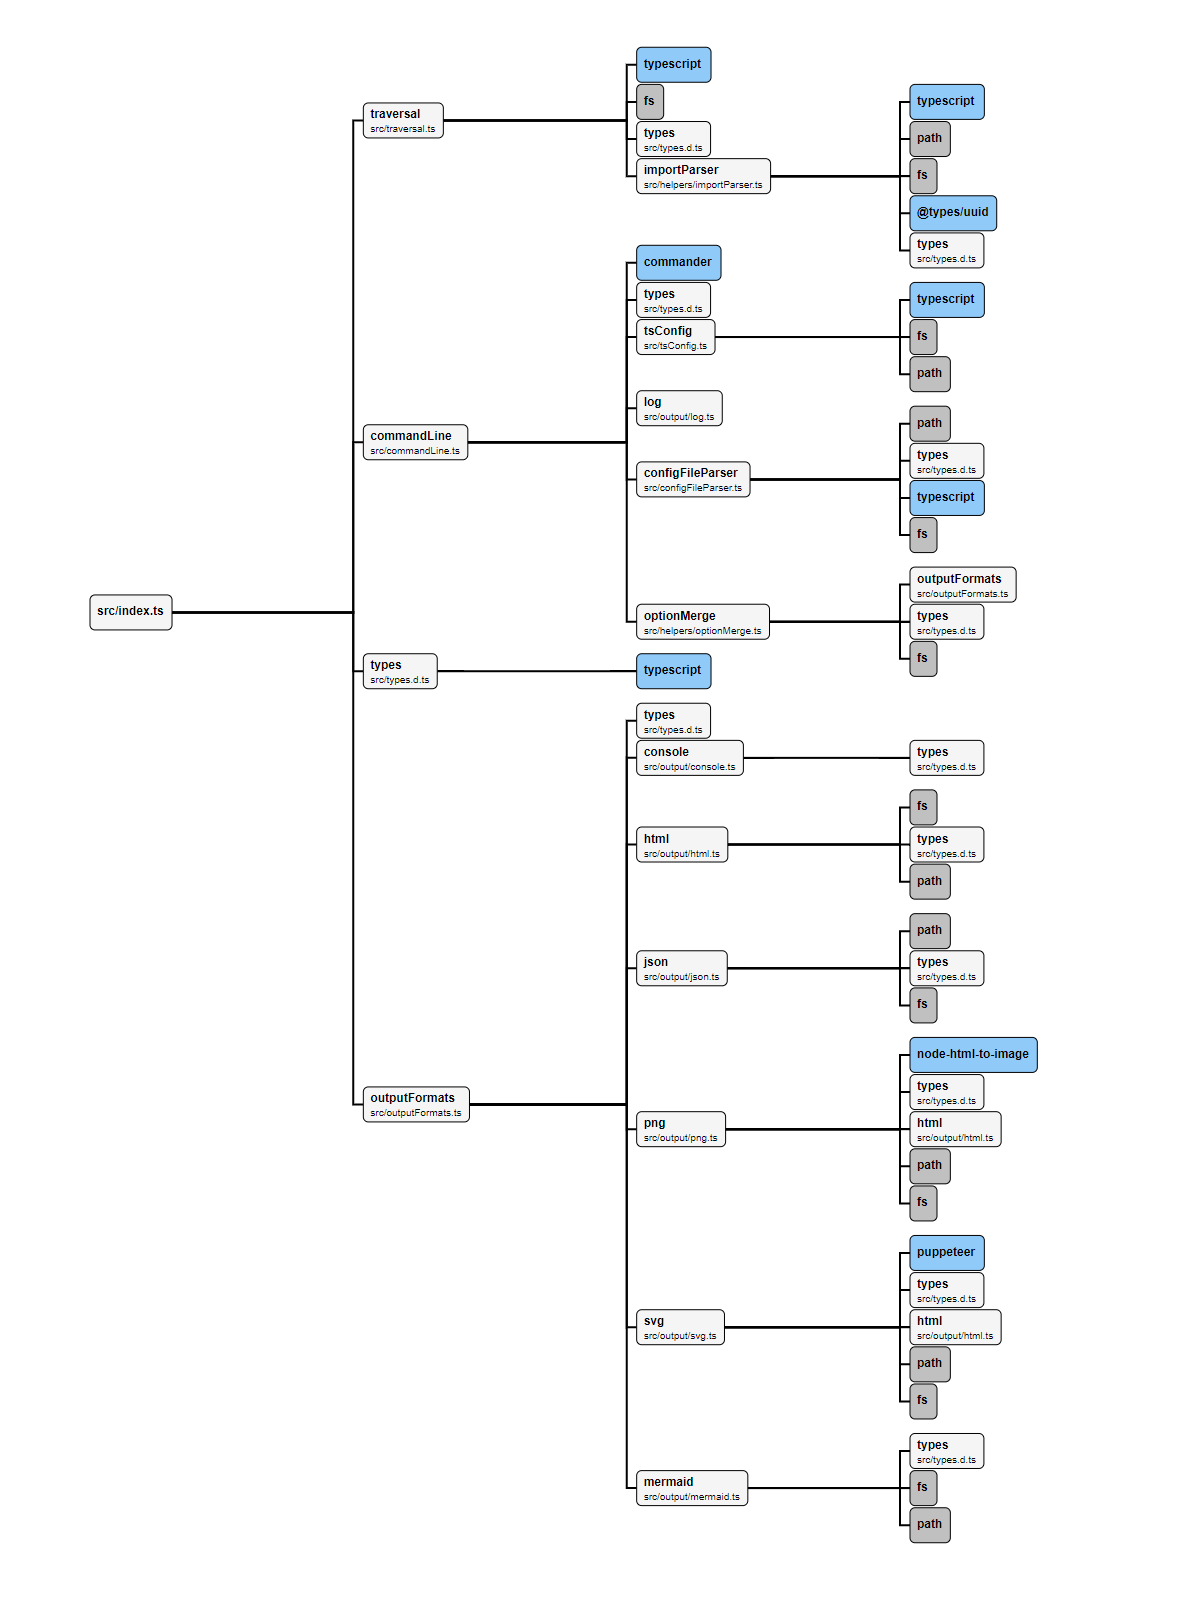 src/index.ts
traversal
src/traversal.ts
typescript
fs
types
src/types.d.ts
importParser
src/helpers/importParser.ts
typescript
path
fs
@types/uuid
types
src/types.d.ts
commandLine
src/commandLine.ts
commander
types
src/types.d.ts
tsConfig
src/tsConfig.ts
typescript
fs
path
log
src/output/log.ts
configFileParser
src/configFileParser.ts
path
types
src/types.d.ts
typescript
fs
optionMerge
src/helpers/optionMerge.ts
outputFormats
src/outputFormats.ts
types
src/types.d.ts
fs
types
src/types.d.ts
typescript
outputFormats
src/outputFormats.ts
types
src/types.d.ts
console
src/output/console.ts
types
src/types.d.ts
html
src/output/html.ts
fs
types
src/types.d.ts
path
json
src/output/json.ts
path
types
src/types.d.ts
fs
png
src/output/png.ts
node-html-to-image
types
src/types.d.ts
html
src/output/html.ts
path
fs
svg
src/output/svg.ts
puppeteer
types
src/types.d.ts
html
src/output/html.ts
path
fs
mermaid
src/output/mermaid.ts
types
src/types.d.ts
fs
path